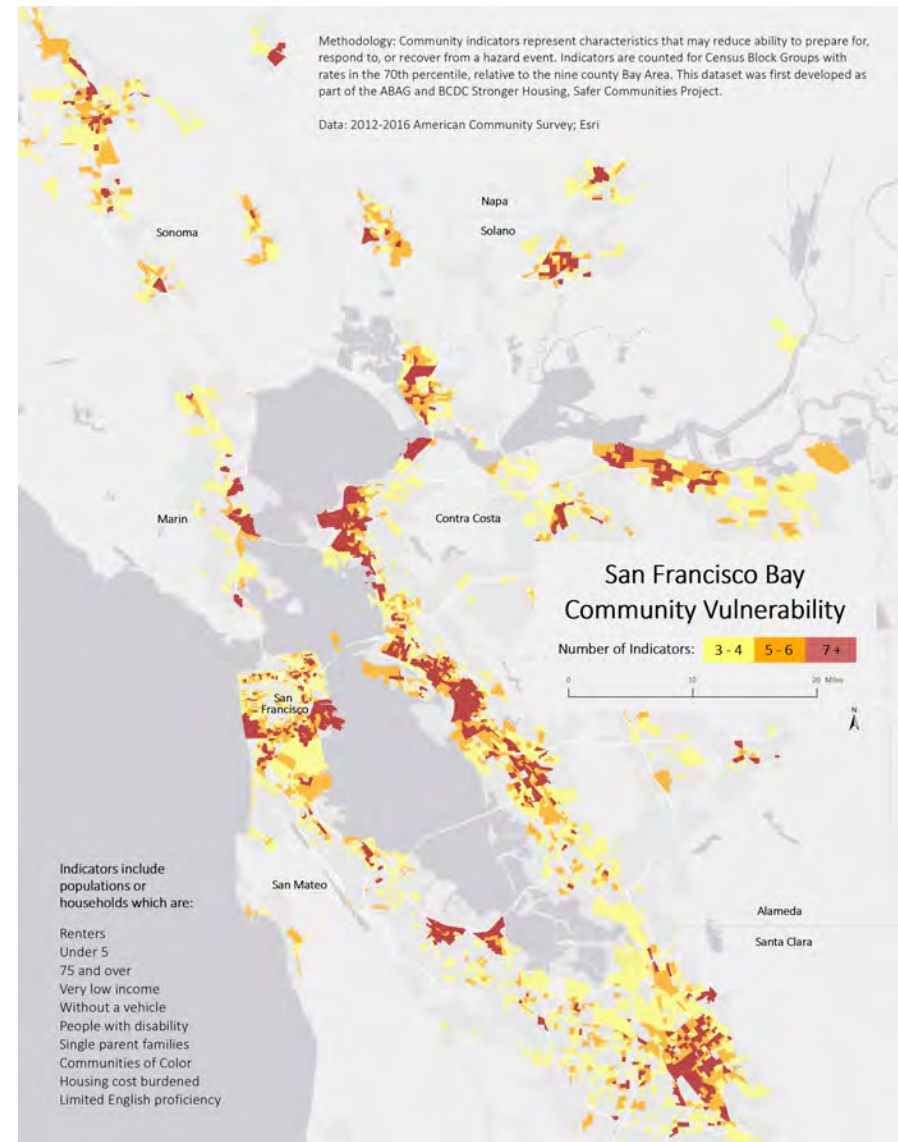 Methodology: Community indicators represent characteristics that may reduce ability to prepare for,
respond to, or recover from a hazard event. Indicators are counted for Census Block Groups with
rates in the 70th percentile, relative to the nine county Bay Area. This dataset was first developed as
part of the ABAG and BCDC Stronger Housing, Safer Communities Project.
Data: 2012-2016 American Community Survey; Esri
Napa
Solano
Sonoma
Marin
Contra Costa
San Francisco Bay
Community Vulnerability
Number of Indicators: 3 - 4 5 - 6 7 +
0 10 20 Miles
N
San
Francisco
San Mateo
Alameda
Santa Clara
Indicators include
populations or
households which are:
Renters
Under 5
75 and over
Very low income
Without a vehicle
People with disability
Single parent families
Communities of Color
Housing cost burdened
Limited English proficiency